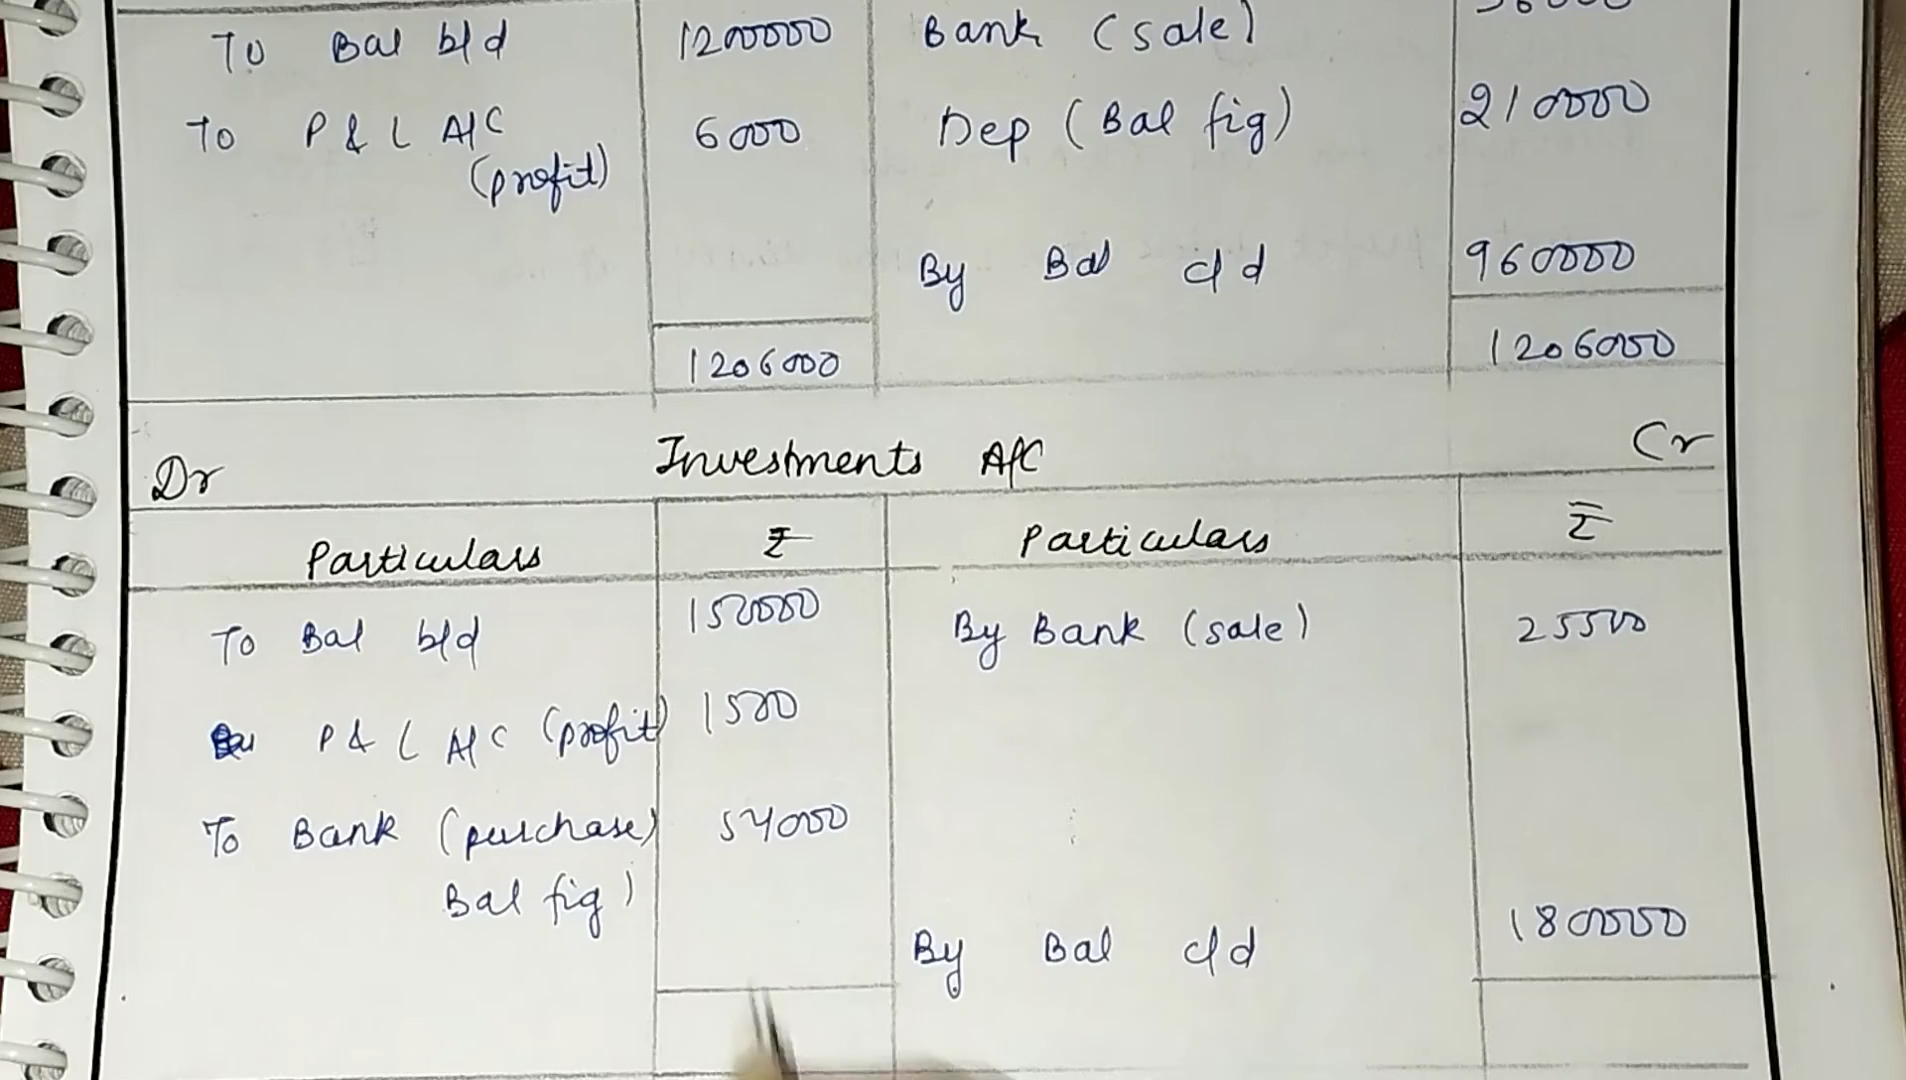 To Bal b/d 1200000 Bank (sale)
To P & L A/C 6000 Dep (Bal fig) 210000
(profit)
By Bal c/d 960000
1206000 1206000
Dr Investments A/C Cr
Particulars ₹ Particulars ₹
To Bal b/d 150000 By Bank (sale) 25500
P & L A/C (profit) 1500
To Bank (purchase) 54000
Bal fig)
By Bal c/d 180000